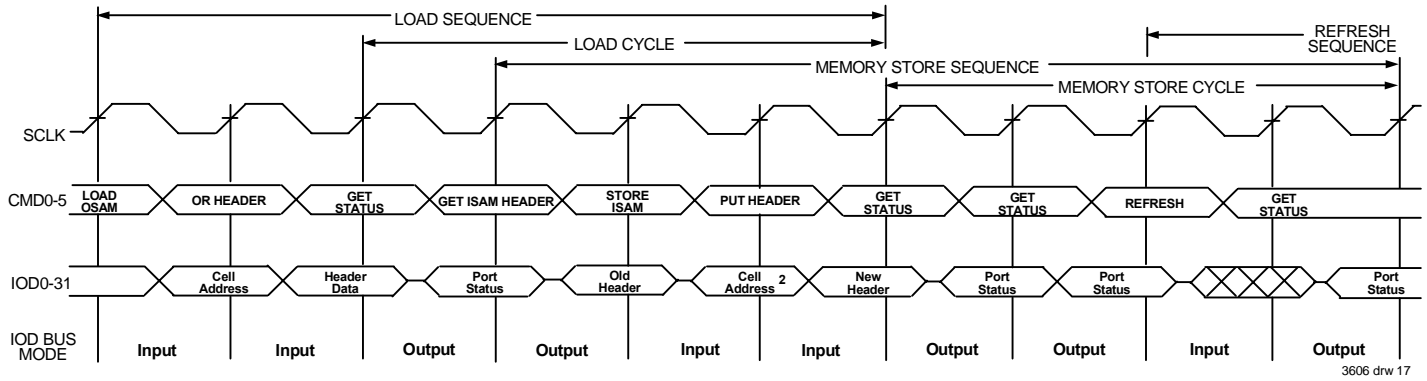 LOAD SEQUENCE
LOAD CYCLE
REFRESH
SEQUENCE
MEMORY STORE SEQUENCE
MEMORY STORE CYCLE
SCLK
CMD0-5
LOAD
OSAM
OR HEADER
GET
STATUS
GET ISAM HEADER
STORE
ISAM
PUT HEADER
GET
STATUS
GET
STATUS
REFRESH
GET
STATUS
IOD0-31
Cell
Address
Header
Data
Port
Status
Old
Header
Cell
Address 2
New
Header
Port
Status
Port
Status
Port
Status
IOD BUS
MODE
Input Input Output Output Input Input Output Output Input Output
3606 drw 17